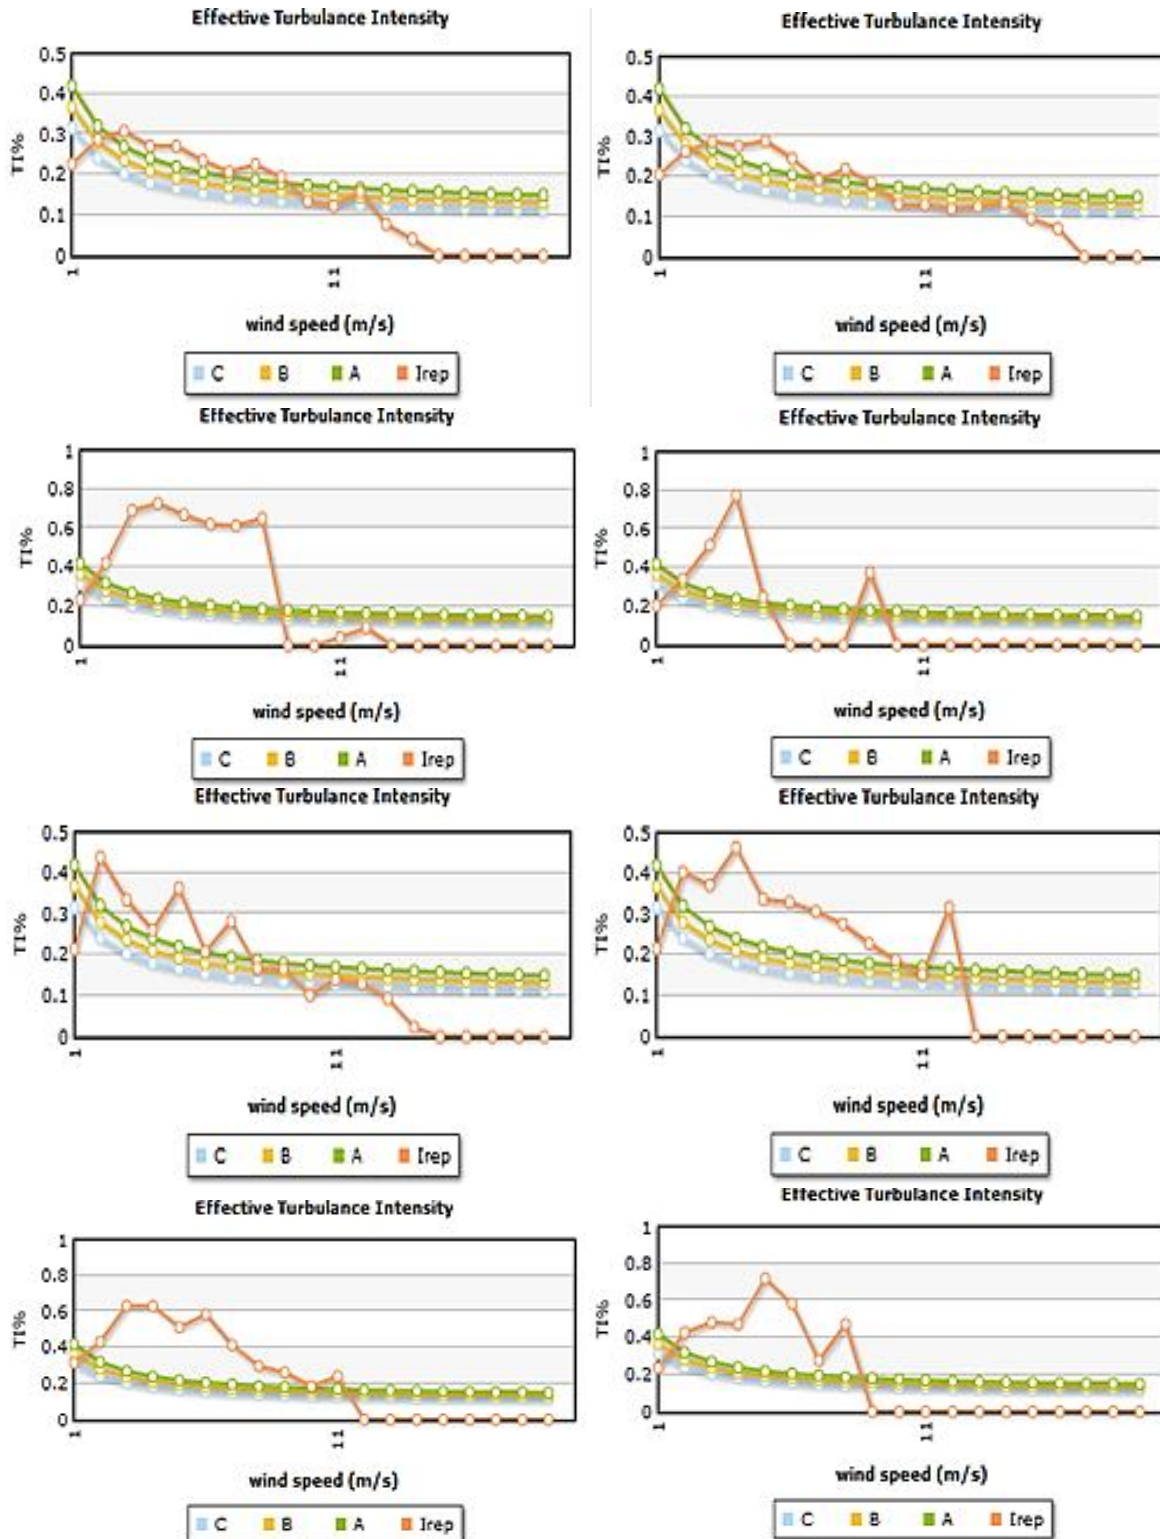 Effective Turbulance Intensity
0.5
0.4
0.3
0.2
0.1
0
TI%
1
11
wind speed (m/s)
C B A Irep
Effective Turbulance Intensity
0.5
0.4
0.3
0.2
0.1
0
TI%
1
11
wind speed (m/s)
C B A Irep
Effective Turbulance Intensity
1
0.8
0.6
0.4
0.2
0
TI%
1
11
wind speed (m/s)
C B A Irep
Effective Turbulance Intensity
1
0.8
0.6
0.4
0.2
0
TI%
1
11
wind speed (m/s)
C B A Irep
Effective Turbulance Intensity
0.5
0.4
0.3
0.2
0.1
0
TI%
1
11
wind speed (m/s)
C B A Irep
Effective Turbulance Intensity
0.5
0.4
0.3
0.2
0.1
0
TI%
1
11
wind speed (m/s)
C B A Irep
Effective Turbulance Intensity
1
0.8
0.6
0.4
0.2
0
TI%
1
11
wind speed (m/s)
C B A Irep
Effective Turbulance Intensity
1
0.8
0.6
0.4
0.2
0
TI%
1
11
wind speed (m/s)
C B A Irep